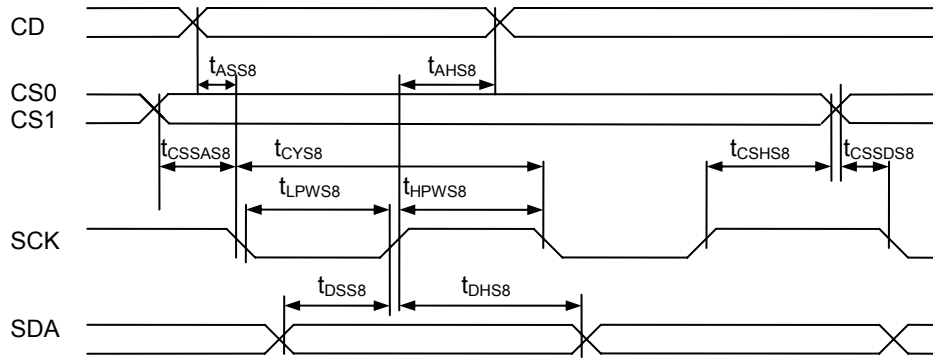 CD
tASS8 tAHS8
CS0
CS1
tCSSAS8 tCYS8 tCSHS8 tCSSDS8
tLPWS8 tHPWS8
SCK
tDSS8 tDHS8
SDA